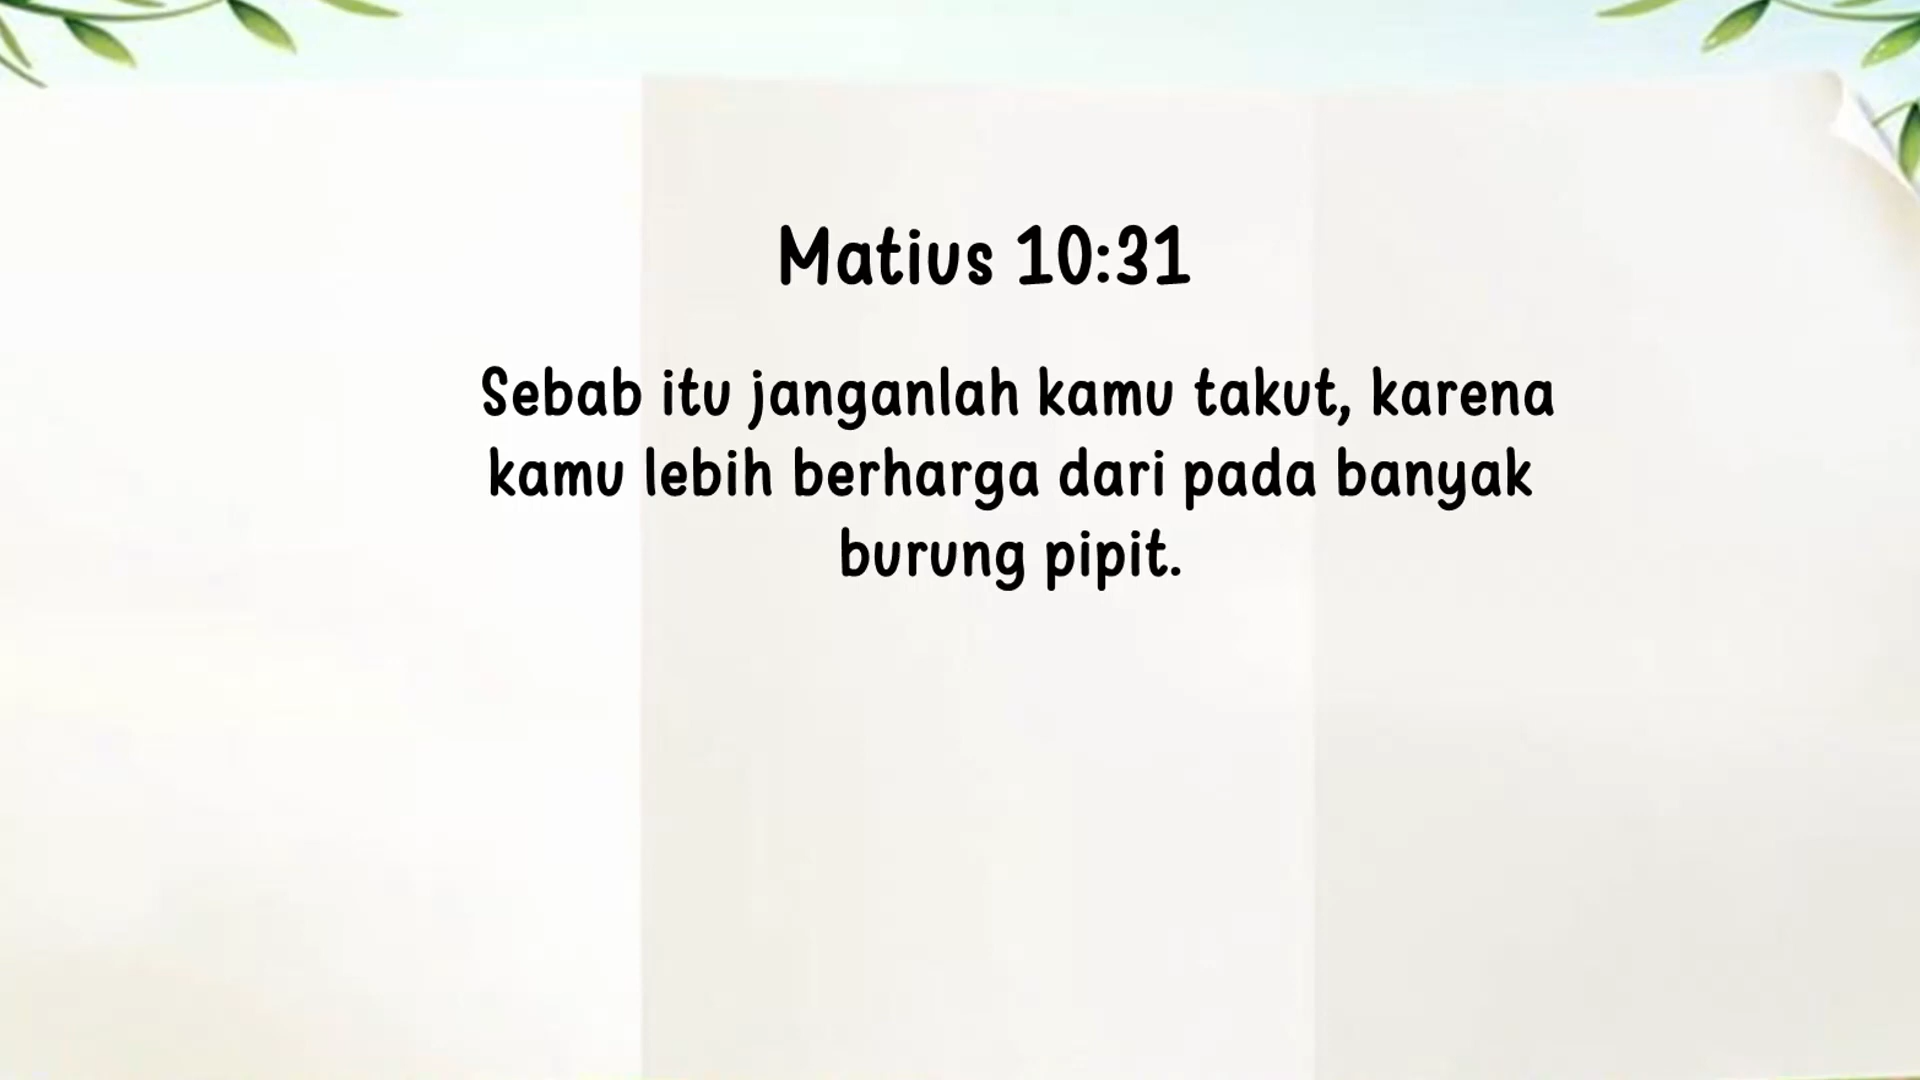 Matius 10:31
Sebab itu janganlah kamu takut, karena
kamu lebih berharga dari pada banyak
burung pipit.